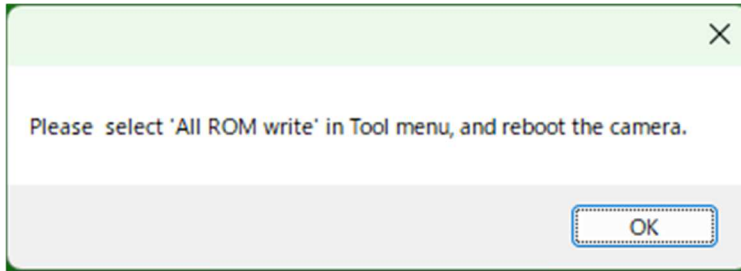 Please  select 'All ROM write' in Tool menu, and reboot the camera.
OK